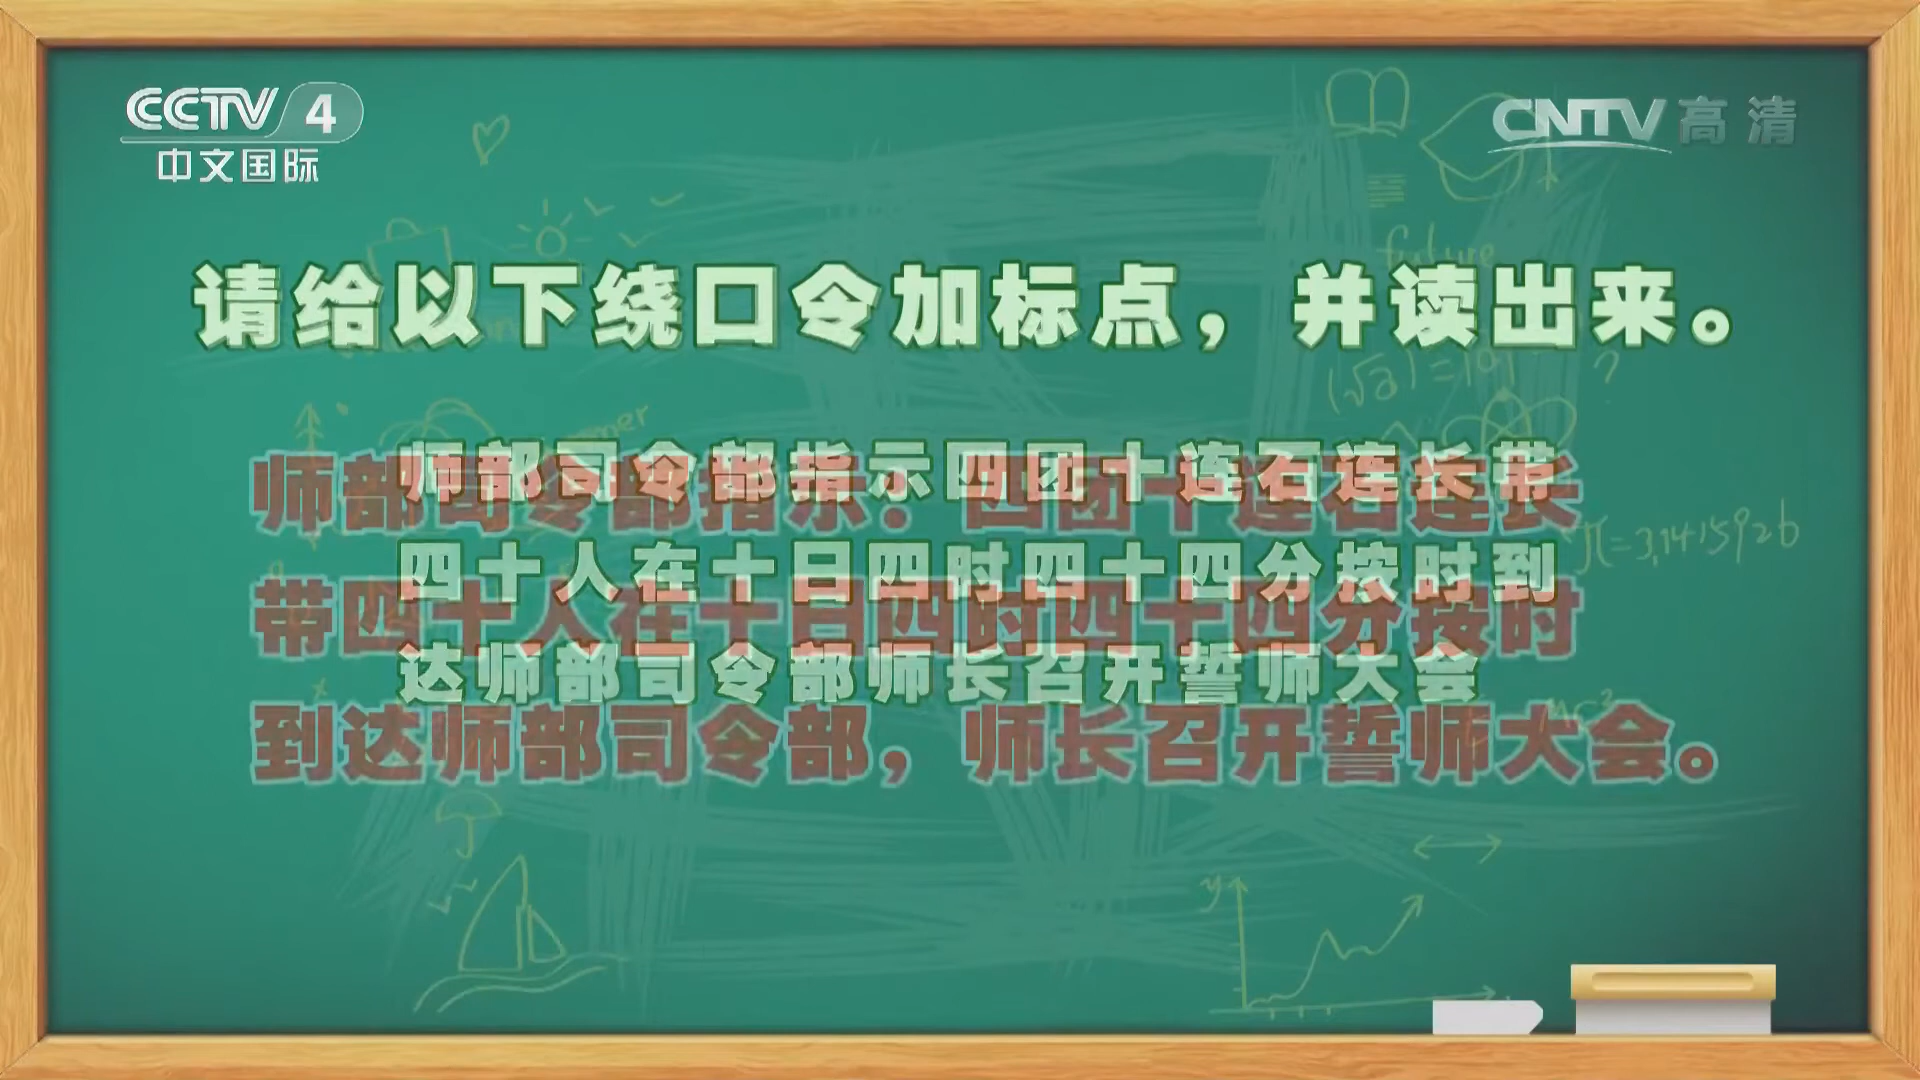 CCTV 4
中文国际
CNTV 高清
请给以下绕口令加标点，并读出来。
师部司令部指示四团十连石连长带
四十人在十日四时四十四分按时到
达师部司令部师长召开誓师大会
师部司令部指示：四团十连石连长
带四十人在十日四时四十四分按时
到达师部司令部，师长召开誓师大会。
future
(√a)=|a|
?
π=3.1415926
mc²
y